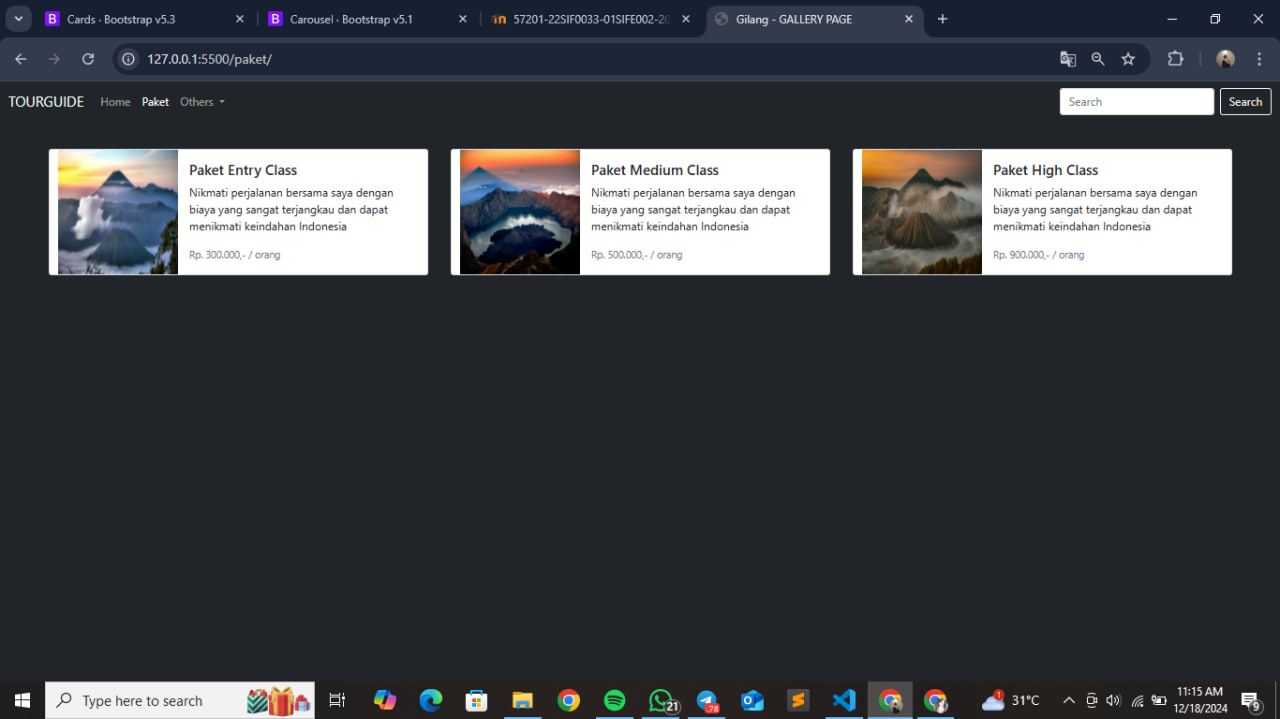 Cards · Bootstrap v5.3
Carousel · Bootstrap v5.1
57201-22SIF0033-01SIFE002-20
Gilang - GALLERY PAGE
127.0.0.1:5500/paket/
TOURGUIDE Home Paket Others
Search Search
Paket Entry Class
Nikmati perjalanan bersama saya dengan
biaya yang sangat terjangkau dan dapat
menikmati keindahan Indonesia
Rp. 300.000,- / orang
Paket Medium Class
Nikmati perjalanan bersama saya dengan
biaya yang sangat terjangkau dan dapat
menikmati keindahan Indonesia
Rp. 500.000,- / orang
Paket High Class
Nikmati perjalanan bersama saya dengan
biaya yang sangat terjangkau dan dapat
menikmati keindahan Indonesia
Rp. 900.000,- / orang
Type here to search
21
78
1
31°C
11:15 AM
12/18/2024
9